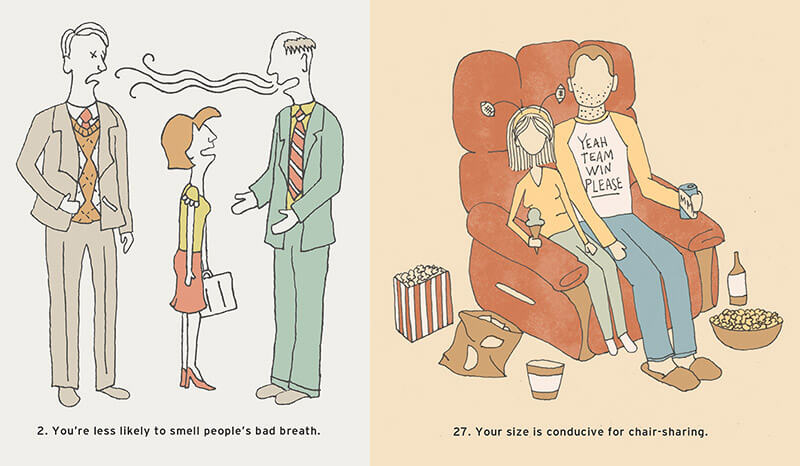 2. You're less likely to smell people's bad breath.
YEAH
TEAM
WIN
PLEASE
27. Your size is conducive for chair-sharing.